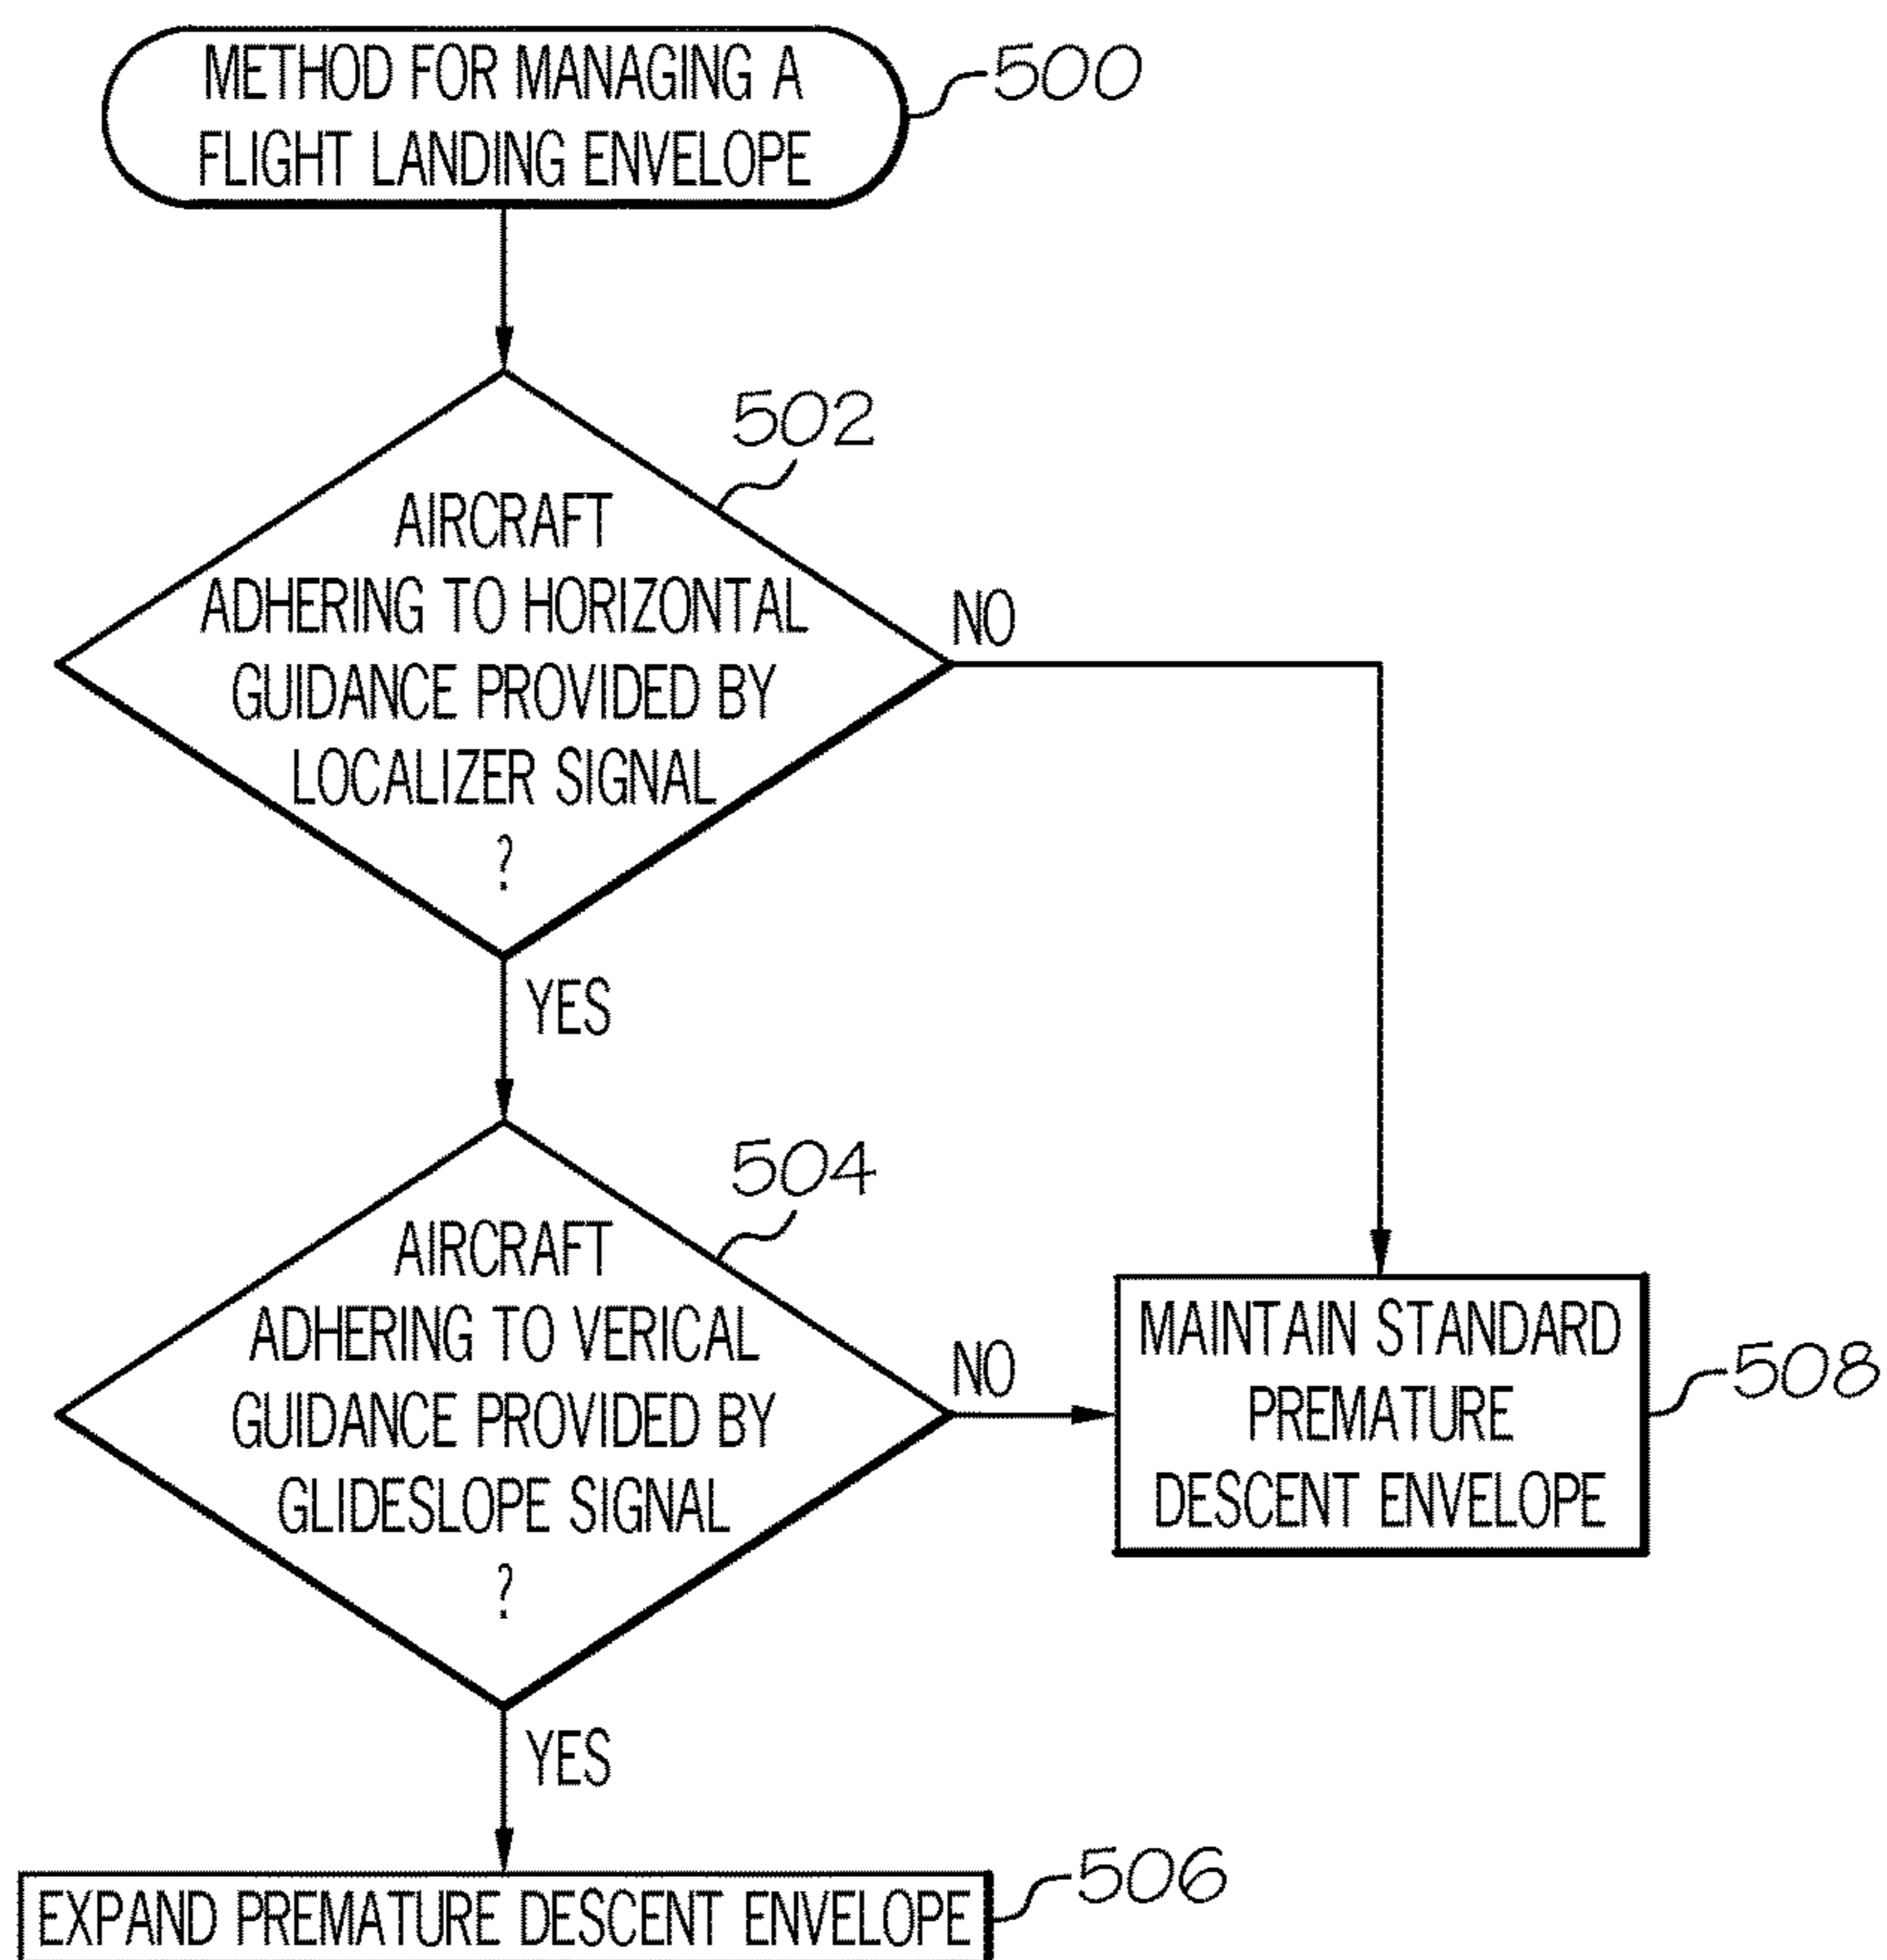 METHOD FOR MANAGING A
FLIGHT LANDING ENVELOPE
500
502
AIRCRAFT
ADHERING TO HORIZONTAL
GUIDANCE PROVIDED BY
LOCALIZER SIGNAL
?
NO
YES
504
AIRCRAFT
ADHERING TO VERICAL
GUIDANCE PROVIDED BY
GLIDESLOPE SIGNAL
?
NO
MAINTAIN STANDARD
PREMATURE
DESCENT ENVELOPE
508
YES
EXPAND PREMATURE DESCENT ENVELOPE
506